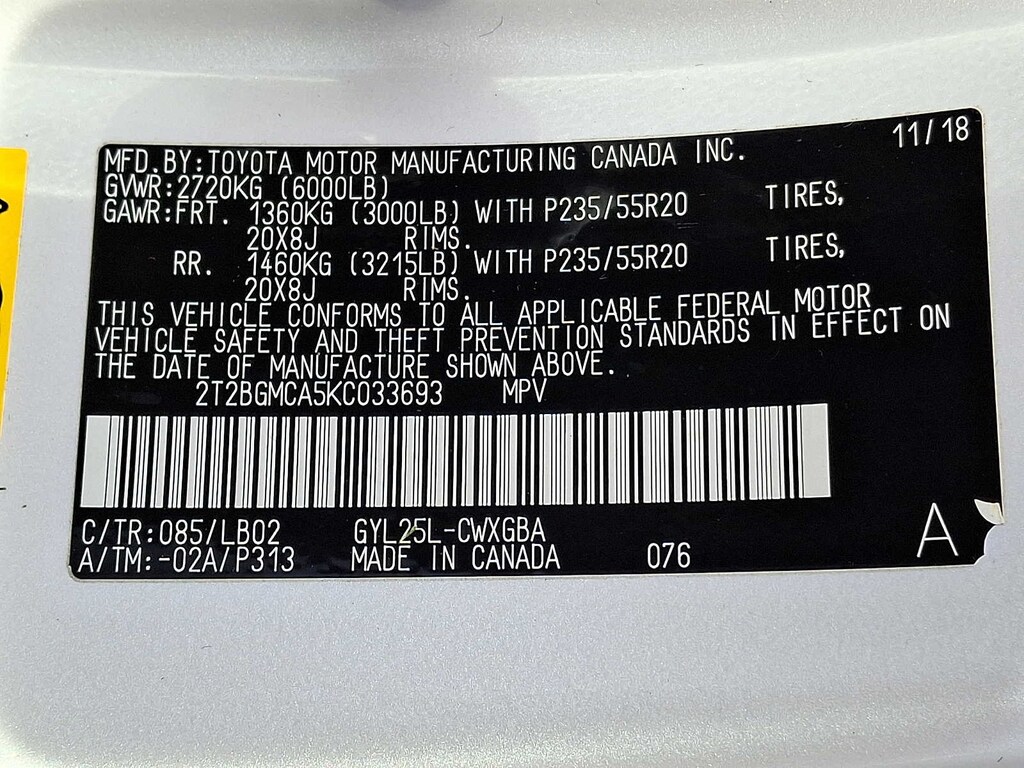 11/18
MFD.BY:TOYOTA MOTOR MANUFACTURING CANADA INC.
GVWR:2720KG (6000LB)
GAWR:FRT. 1360KG (3000LB) WITH P235/55R20 TIRES,
20X8J RIMS.
RR. 1460KG (3215LB) WITH P235/55R20 TIRES,
20X8J RIMS.
THIS VEHICLE CONFORMS TO ALL APPLICABLE FEDERAL MOTOR
VEHICLE SAFETY AND THEFT PREVENTION STANDARDS IN EFFECT ON
THE DATE OF MANUFACTURE SHOWN ABOVE.
2T2BGMCA5KC033693 MPV
C/TR:085/LB02 GYL25L-CWXGBA
A/TM:-02A/P313 MADE IN CANADA 076
A